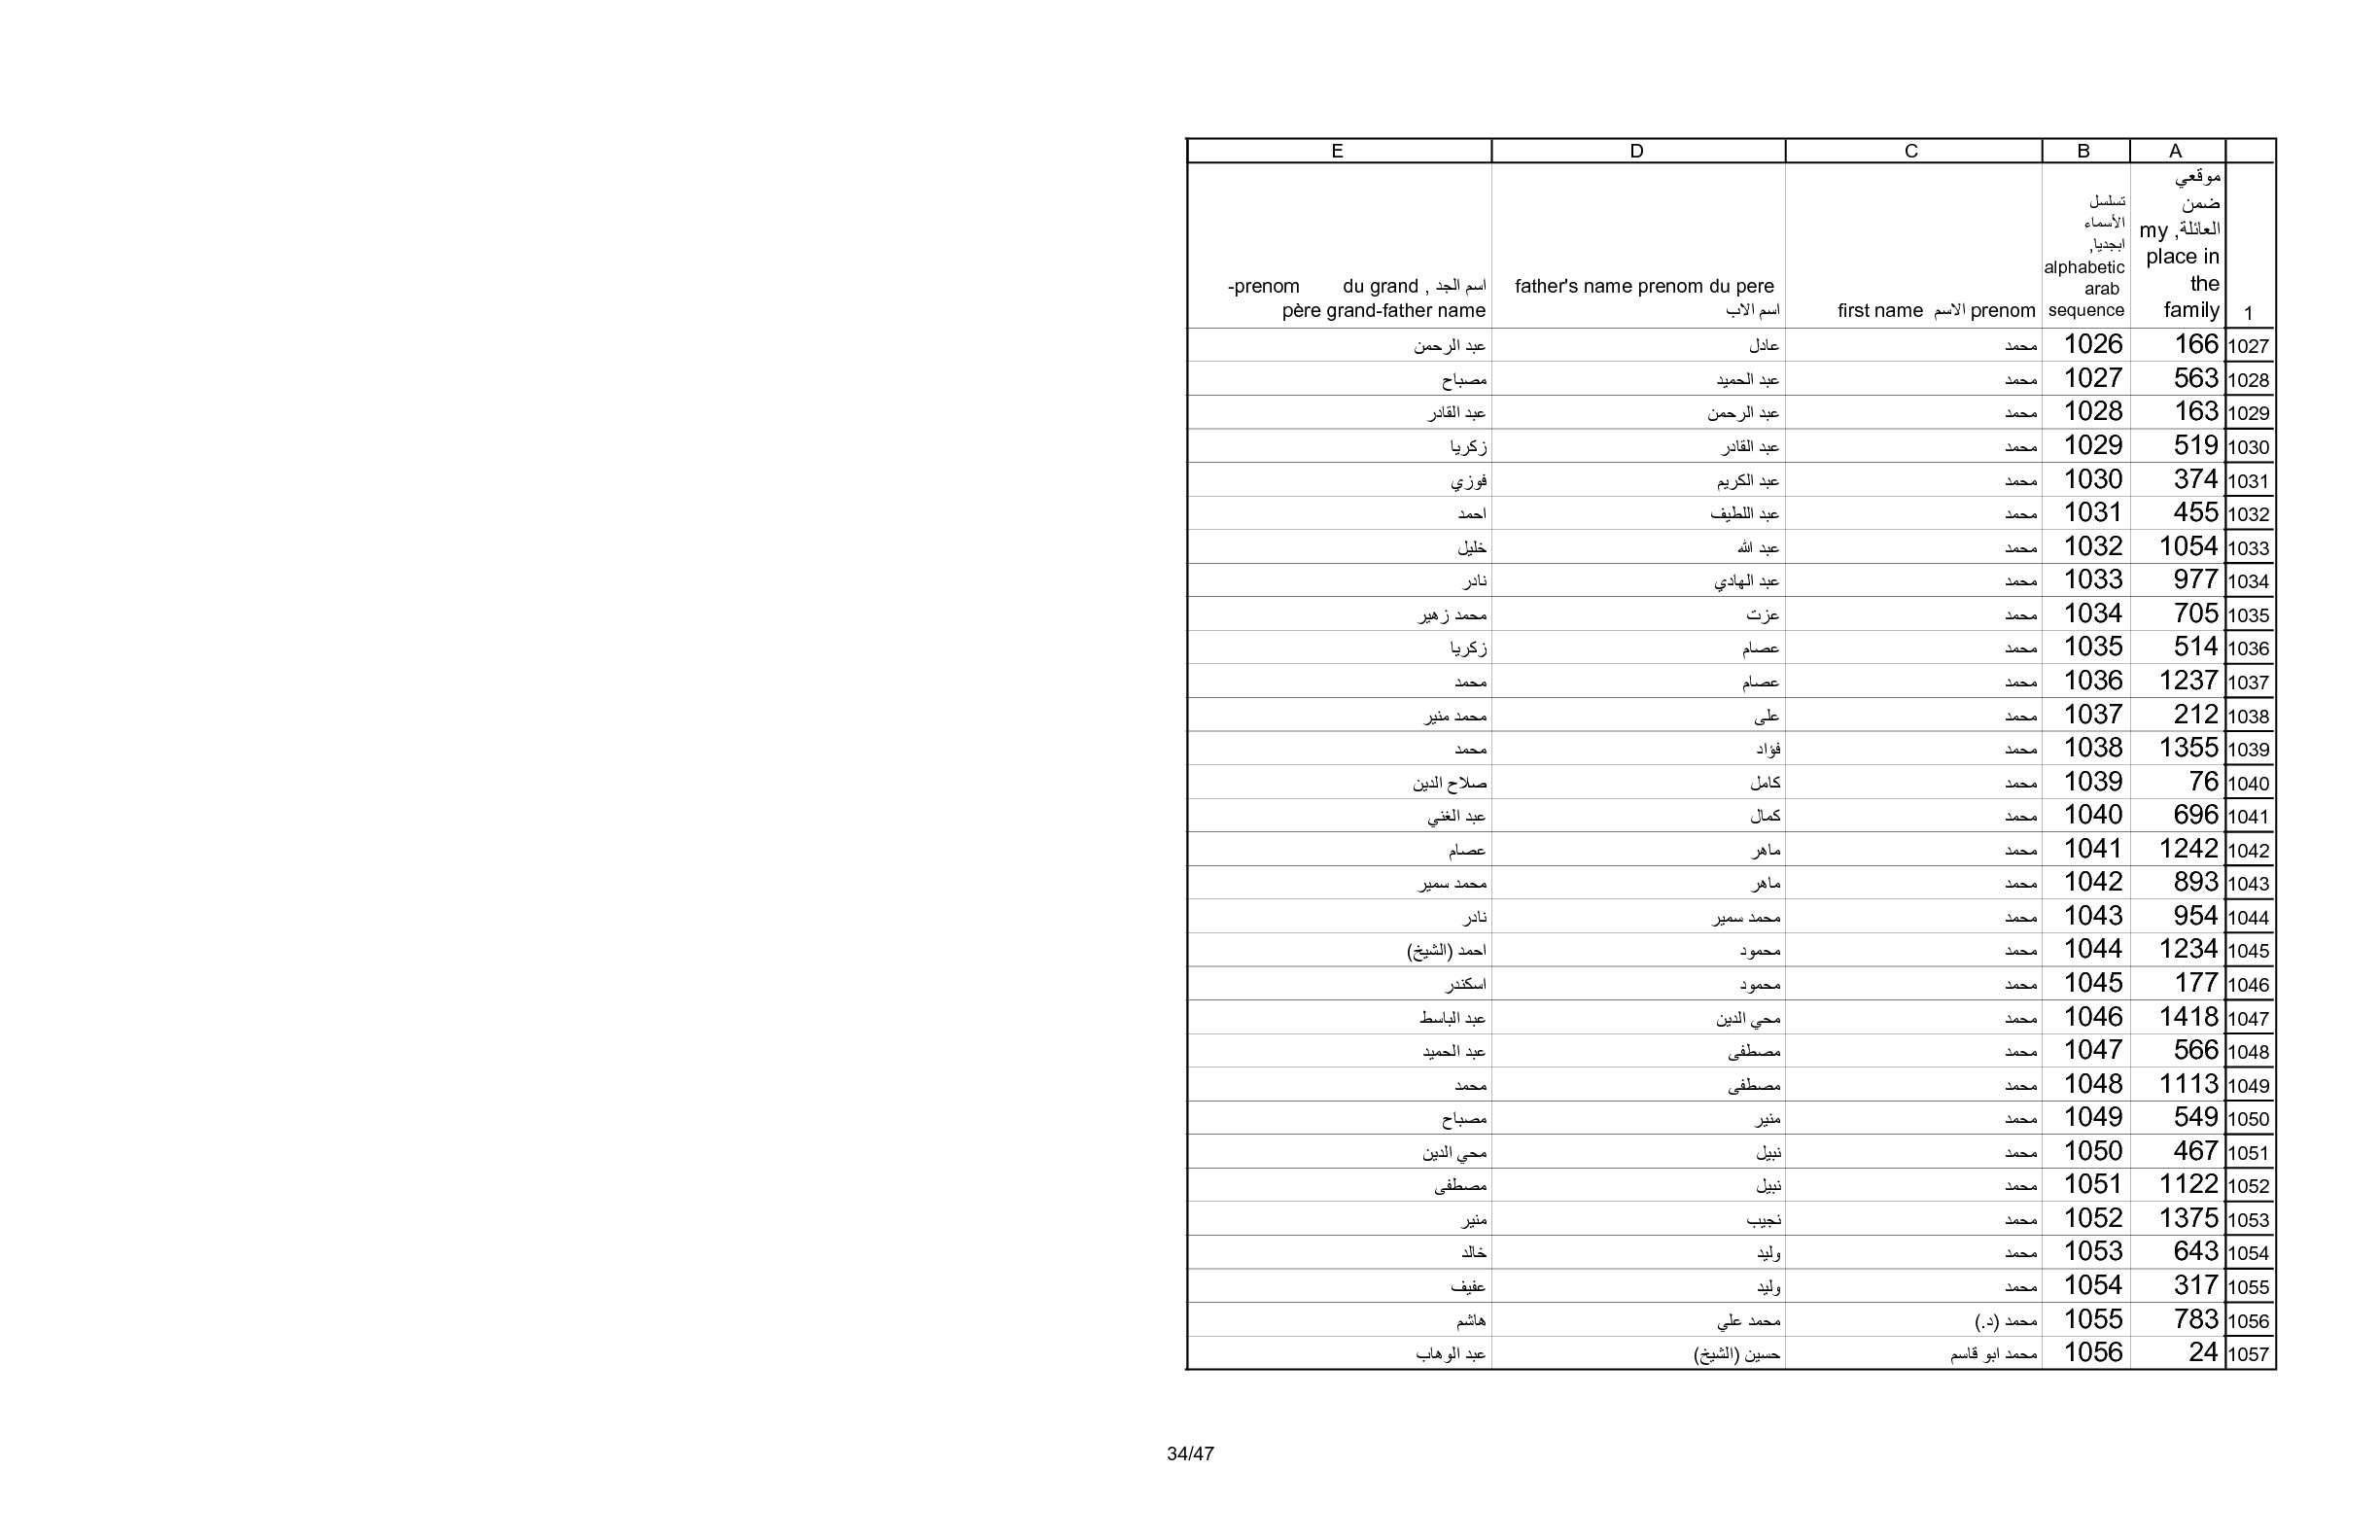 A B C D E
1 موقعي ضمن العائلة, my place in the family تسلسل الأسماء ابجديا, alphabetic arab sequence first name الاسم prenom father's name prenom du pere اسم الاب اسم الجد , prenom du grand-père grand-father name
1027 166 1026 محمد عادل عبد الرحمن
1028 563 1027 محمد عبد الحميد مصباح
1029 163 1028 محمد عبد الرحمن عبد القادر
1030 519 1029 محمد عبد القادر زكريا
1031 374 1030 محمد عبد الكريم فوزي
1032 455 1031 محمد عبد اللطيف احمد
1033 1054 1032 محمد عبد الله خليل
1034 977 1033 محمد عبد الهادي نادر
1035 705 1034 محمد عزت محمد زهير
1036 514 1035 محمد عصام زكريا
1037 1237 1036 محمد عصام محمد
1038 212 1037 محمد على محمد منير
1039 1355 1038 محمد فؤاد محمد
1040 76 1039 محمد كامل صلاح الدين
1041 696 1040 محمد كمال عبد الغني
1042 1242 1041 محمد ماهر عصام
1043 893 1042 محمد ماهر محمد سمير
1044 954 1043 محمد محمد سمير نادر
1045 1234 1044 محمد محمود احمد (الشيخ)
1046 177 1045 محمد محمود اسكندر
1047 1418 1046 محمد محي الدين عبد الباسط
1048 566 1047 محمد مصطفى عبد الحميد
1049 1113 1048 محمد مصطفى محمد
1050 549 1049 محمد منير مصباح
1051 467 1050 محمد نبيل محي الدين
1052 1122 1051 محمد نبيل مصطفى
1053 1375 1052 محمد نجيب منير
1054 643 1053 محمد وليد خالد
1055 317 1054 محمد وليد عفيف
1056 783 1055 محمد (د.) محمد علي هاشم
1057 24 1056 محمد ابو قاسم حسين (الشيخ) عبد الوهاب
34/47